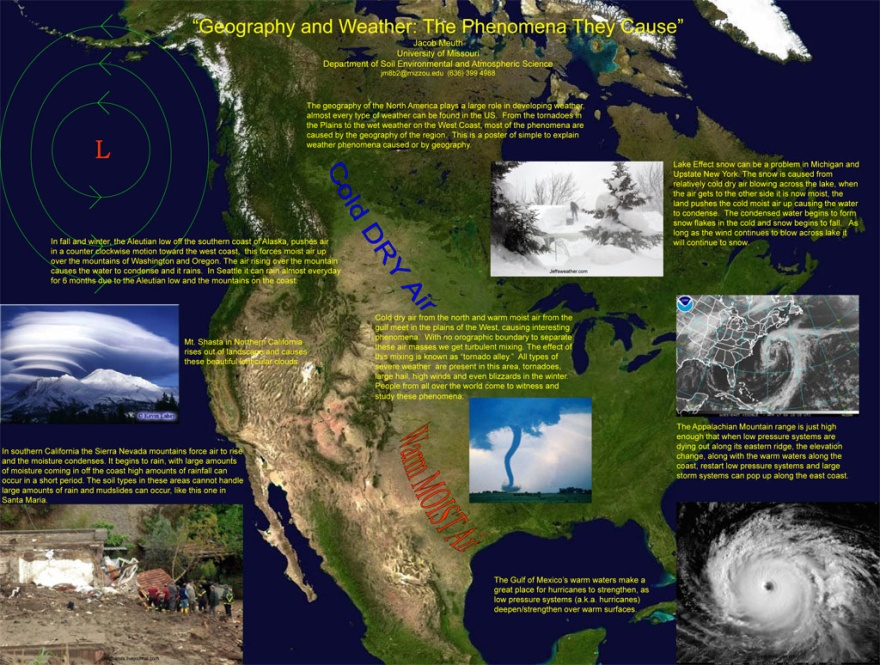 “Geography and Weather: The Phenomena They Cause”
Jacob Meuth
University of Missouri
Department of Soil Environmental and Atmospheric Science
jm8b2@mizzou.edu (636) 399 4988
The geography of the North America plays a large role in developing weather,
almost every type of weather can be found in the US. From the tornadoes in
the Plains to the wet weather on the West Coast, most of the phenomena are
caused by the geography of the region. This is a poster of simple to explain
weather phenomena caused or by geography.
L
Cold DRY Air
Lake Effect snow can be a problem in Michigan and
Upstate New York. The snow is caused from
relatively cold dry air blowing across the lake, when
the air gets to the other side it is now moist, the
land pushes the cold moist air up causing the water
to condense. The condensed water begins to form
snow flakes in the cold and snow begins to fall. As
long as the wind continues to blow across lake it
will continue to snow.
Jeffsweather.com
In fall and winter, the Aleutian low off the southern coast of Alaska, pushes air
in a counter clockwise motion toward the west coast, this forces moist air up
over the mountains of Washington and Oregon. The air rising over the mountain
causes the water to condense and it rains. In Seattle it can rain almost everyday
for 6 months due to the Aleutian low and the mountains on the coast.
Mt. Shasta in Northern California
rises out of landscape and causes
these beautiful lenticular clouds.
Cold dry air from the north and warm moist air from the
gulf meet in the plains of the West, causing interesting
phenomena. With no orographic boundary to separate
these air masses we get turbulent mixing. The effect of
this mixing is known as “tornado alley.” All types of
severe weather are present in this area, tornadoes,
large hail, high winds and even blizzards in the winter.
People from all over the world come to witness and
study these phenomena.
Warm MOIST Air
The Appalachian Mountain range is just high
enough that when low pressure systems are
dying out along its eastern ridge, the elevation
change, along with the warm waters along the
coast, restart low pressure systems and large
storm systems can pop up along the east coast.
In southern California the Sierra Nevada mountains force air to rise
and the moisture condenses. It begins to rain, with large amounts
of moisture coming in off the coast high amounts of rainfall can
occur in a short period. The soil types in these areas cannot handle
large amounts of rain and mudslides can occur, like this one in
Santa Maria.
The Gulf of Mexico’s warm waters make a
great place for hurricanes to strengthen, as
low pressure systems (a.k.a. hurricanes)
deepen/strengthen over warm surfaces.